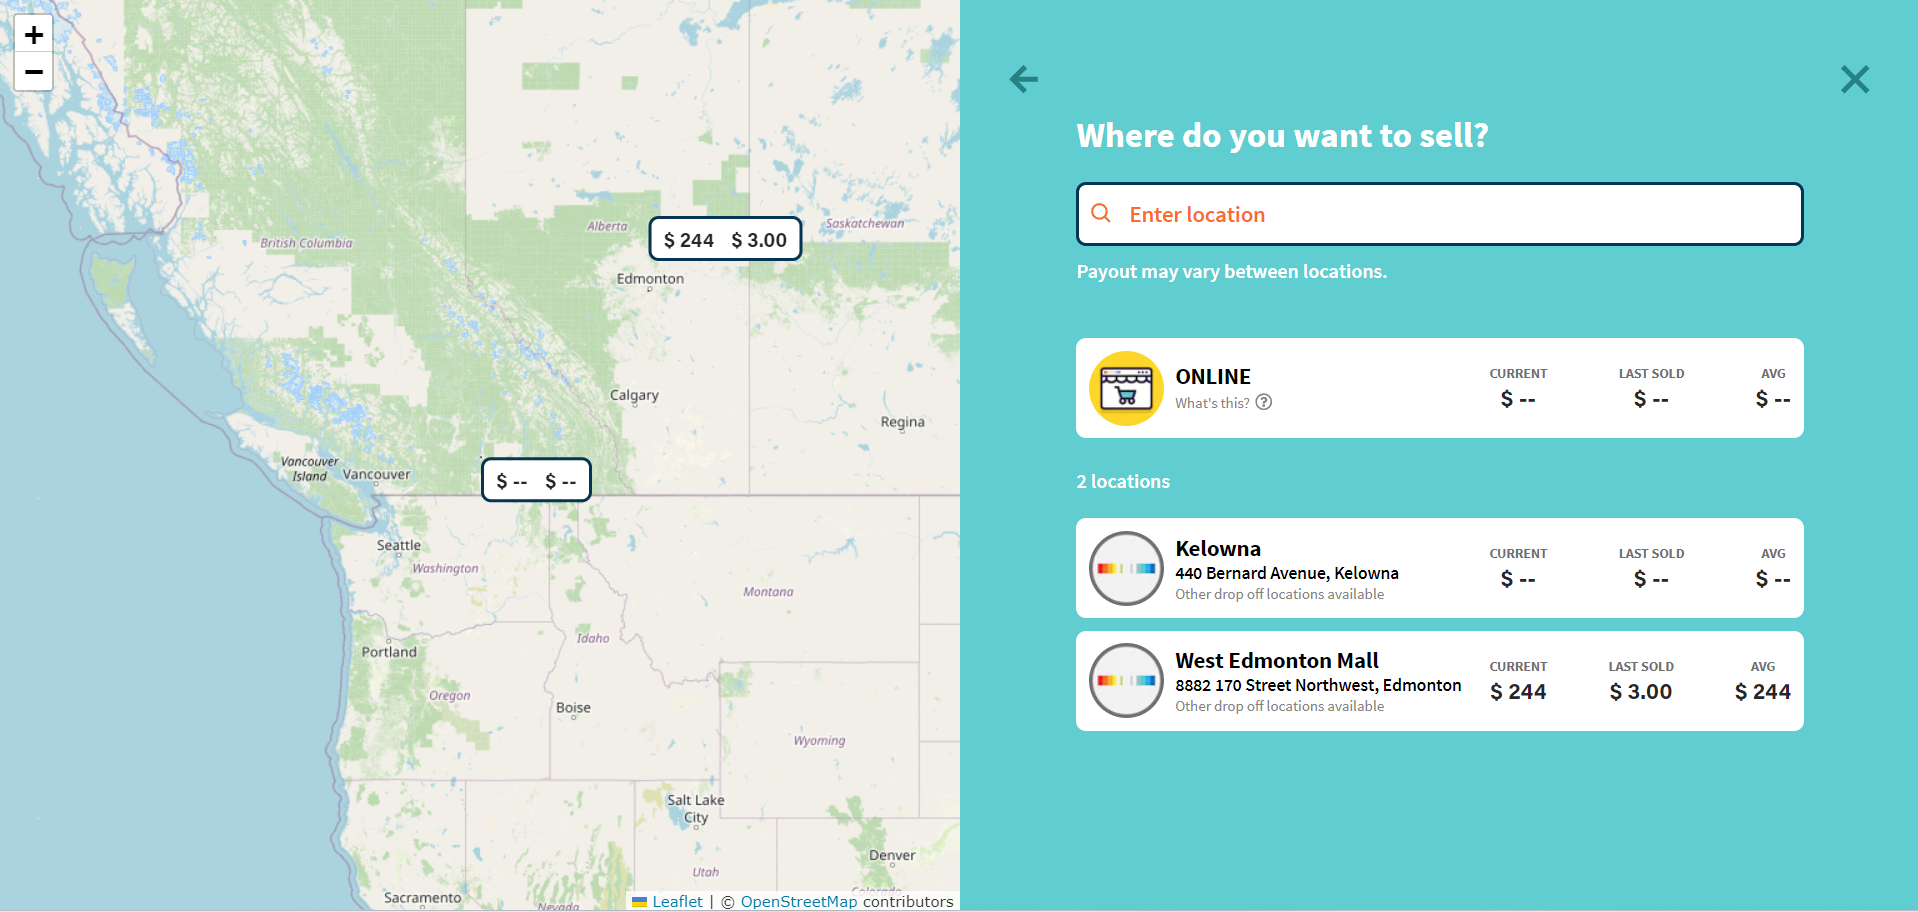 +
−
British Columbia
Alberta
Saskatchewan
$ 244 $ 3.00
Edmonton
Calgary
Regina
Vancouver
Island
Vancouver
$ -- $ --
Seattle
Washington
Montana
Portland
Idaho
Oregon
Boise
Wyoming
Salt Lake
City
Denver
Utah
Colorado
Sacramento
Nevada
Leaflet | © OpenStreetMap contributors
Where do you want to sell?
Enter location
Payout may vary between locations.
ONLINE
What's this? ?
CURRENT LAST SOLD AVG
$ -- $ -- $ --
2 locations
Kelowna
440 Bernard Avenue, Kelowna
Other drop off locations available
CURRENT LAST SOLD AVG
$ -- $ -- $ --
West Edmonton Mall
8882 170 Street Northwest, Edmonton
Other drop off locations available
CURRENT LAST SOLD AVG
$ 244 $ 3.00 $ 244